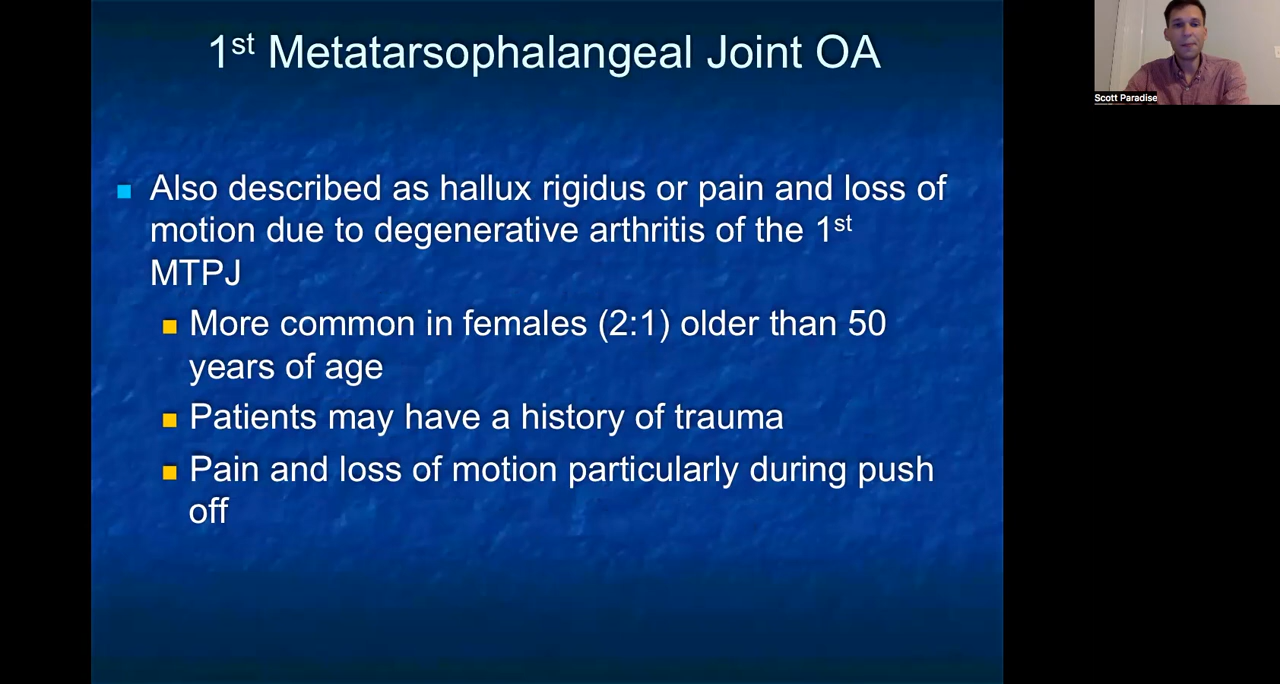 1st Metatarsophalangeal Joint OA
Scott Paradise
Also described as hallux rigidus or pain and loss of
motion due to degenerative arthritis of the 1st
MTPJ
More common in females (2:1) older than 50
years of age
Patients may have a history of trauma
Pain and loss of motion particularly during push
off